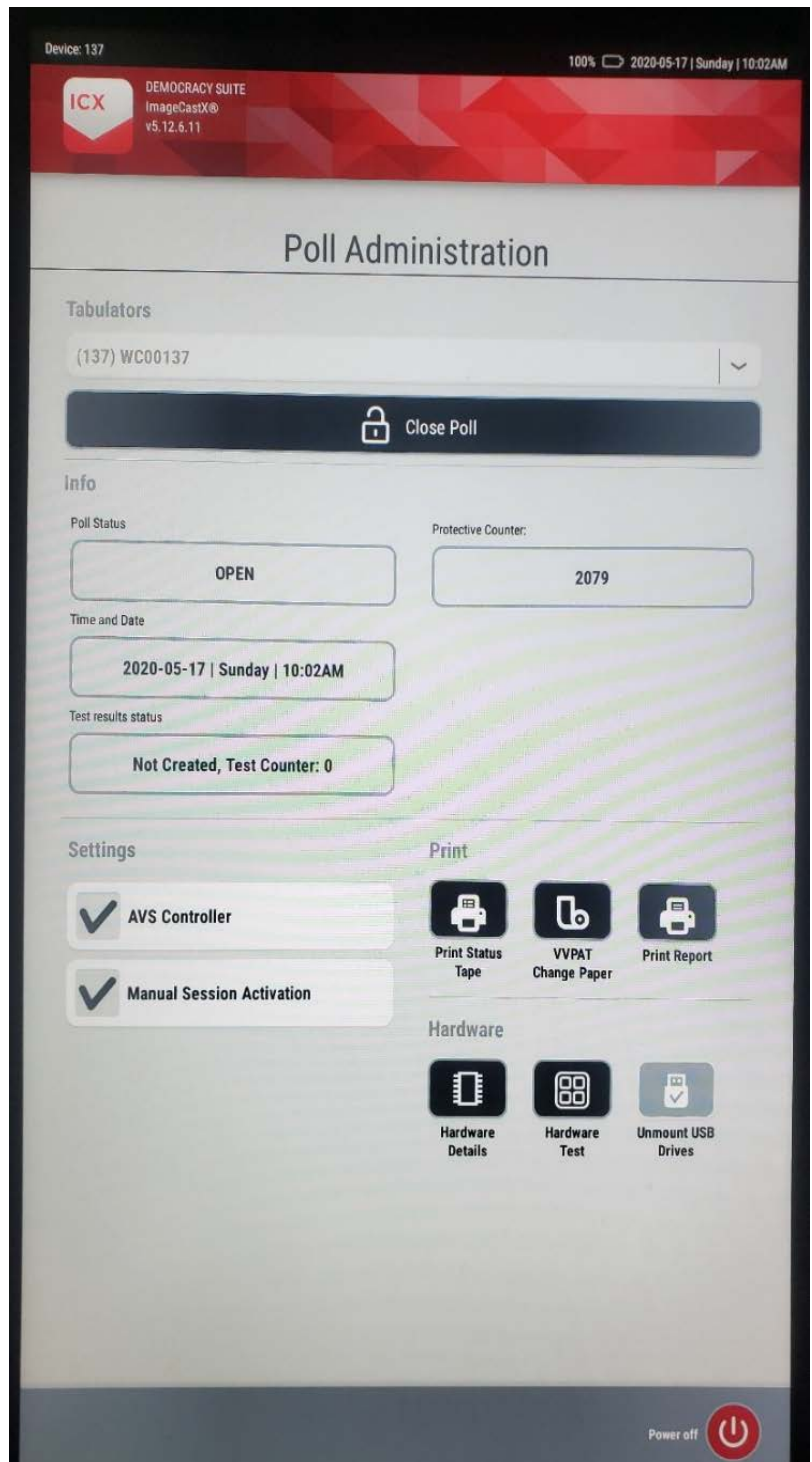 Device: 137
100% 2020-05-17 | Sunday | 10:02AM
ICX
DEMOCRACY SUITE
ImageCastX®
v5.12.6.11
Poll Administration
Tabulators
(137) WC00137
Close Poll
Info
Poll Status
Protective Counter:
OPEN
2079
Time and Date
2020-05-17 | Sunday | 10:02AM
Test results status
Not Created, Test Counter: 0
Settings
Print
AVS Controller
Print Status
Tape
VVPAT
Change Paper
Print Report
Manual Session Activation
Hardware
Hardware
Details
Hardware
Test
Unmount USB
Drives
Power off